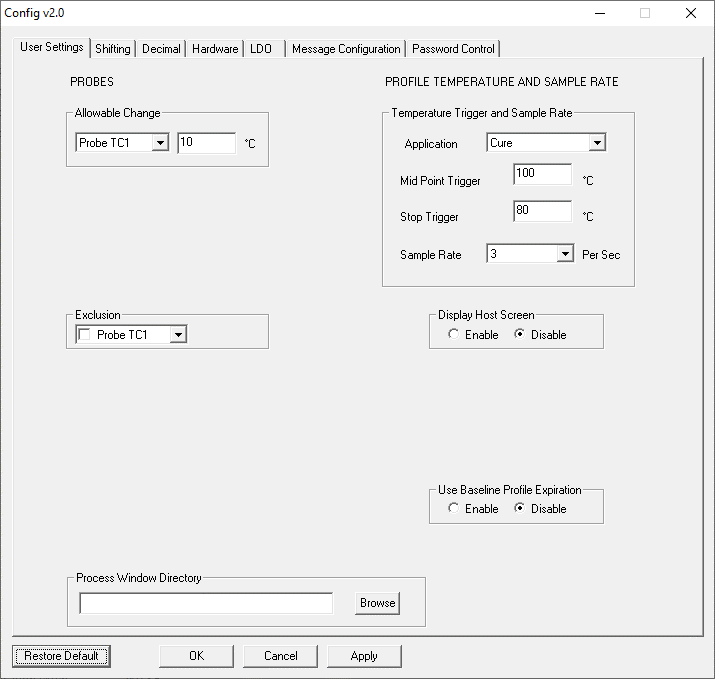 Config v2.0
User Settings Shifting Decimal Hardware LDO Message Configuration Password Control
PROBES
PROFILE TEMPERATURE AND SAMPLE RATE
Allowable Change
Probe TC1 10 °C
Temperature Trigger and Sample Rate
Application Cure
Mid Point Trigger 100 °C
Stop Trigger 80 °C
Sample Rate 3 Per Sec
Exclusion
Probe TC1
Display Host Screen
Enable Disable
Use Baseline Profile Expiration
Enable Disable
Process Window Directory
Browse
Restore Default OK Cancel Apply